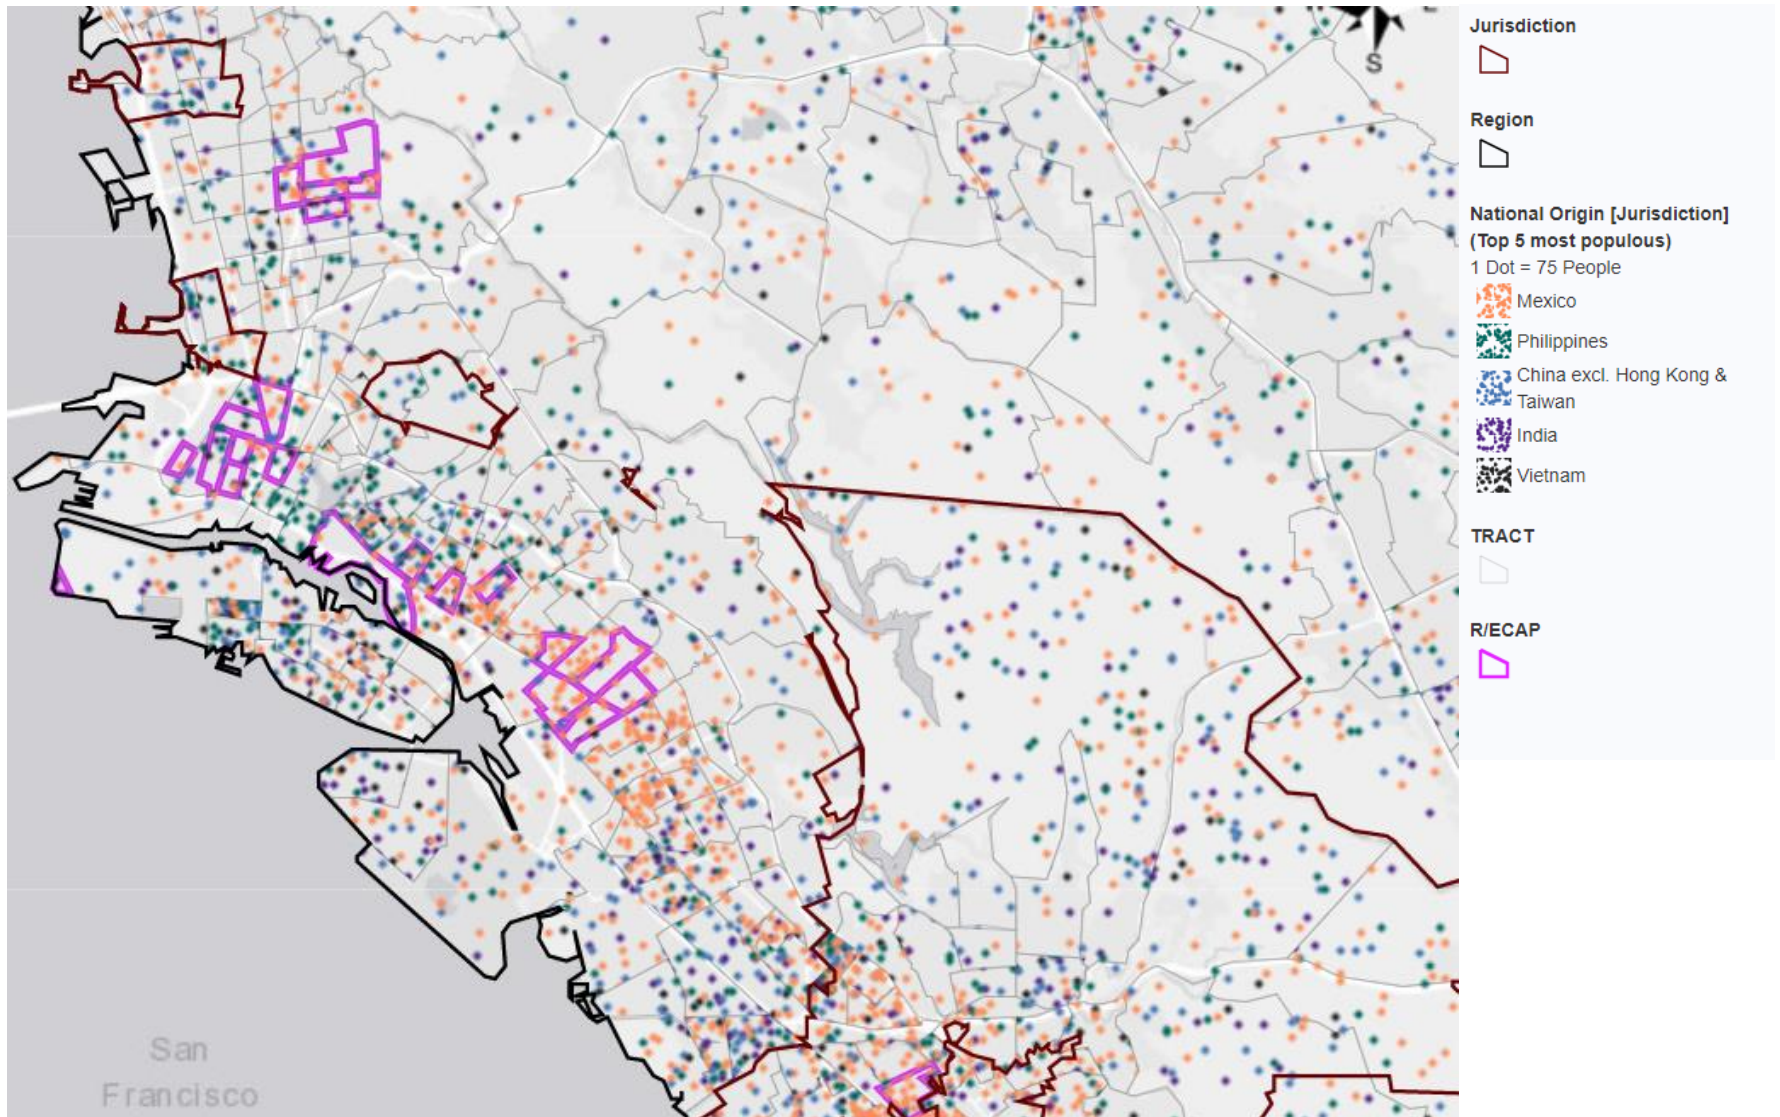 S
Jurisdiction
Region
National Origin [Jurisdiction]
(Top 5 most populous)
1 Dot = 75 People
Mexico
Philippines
China excl. Hong Kong &
Taiwan
India
Vietnam
TRACT
R/ECAP
San
Francisco